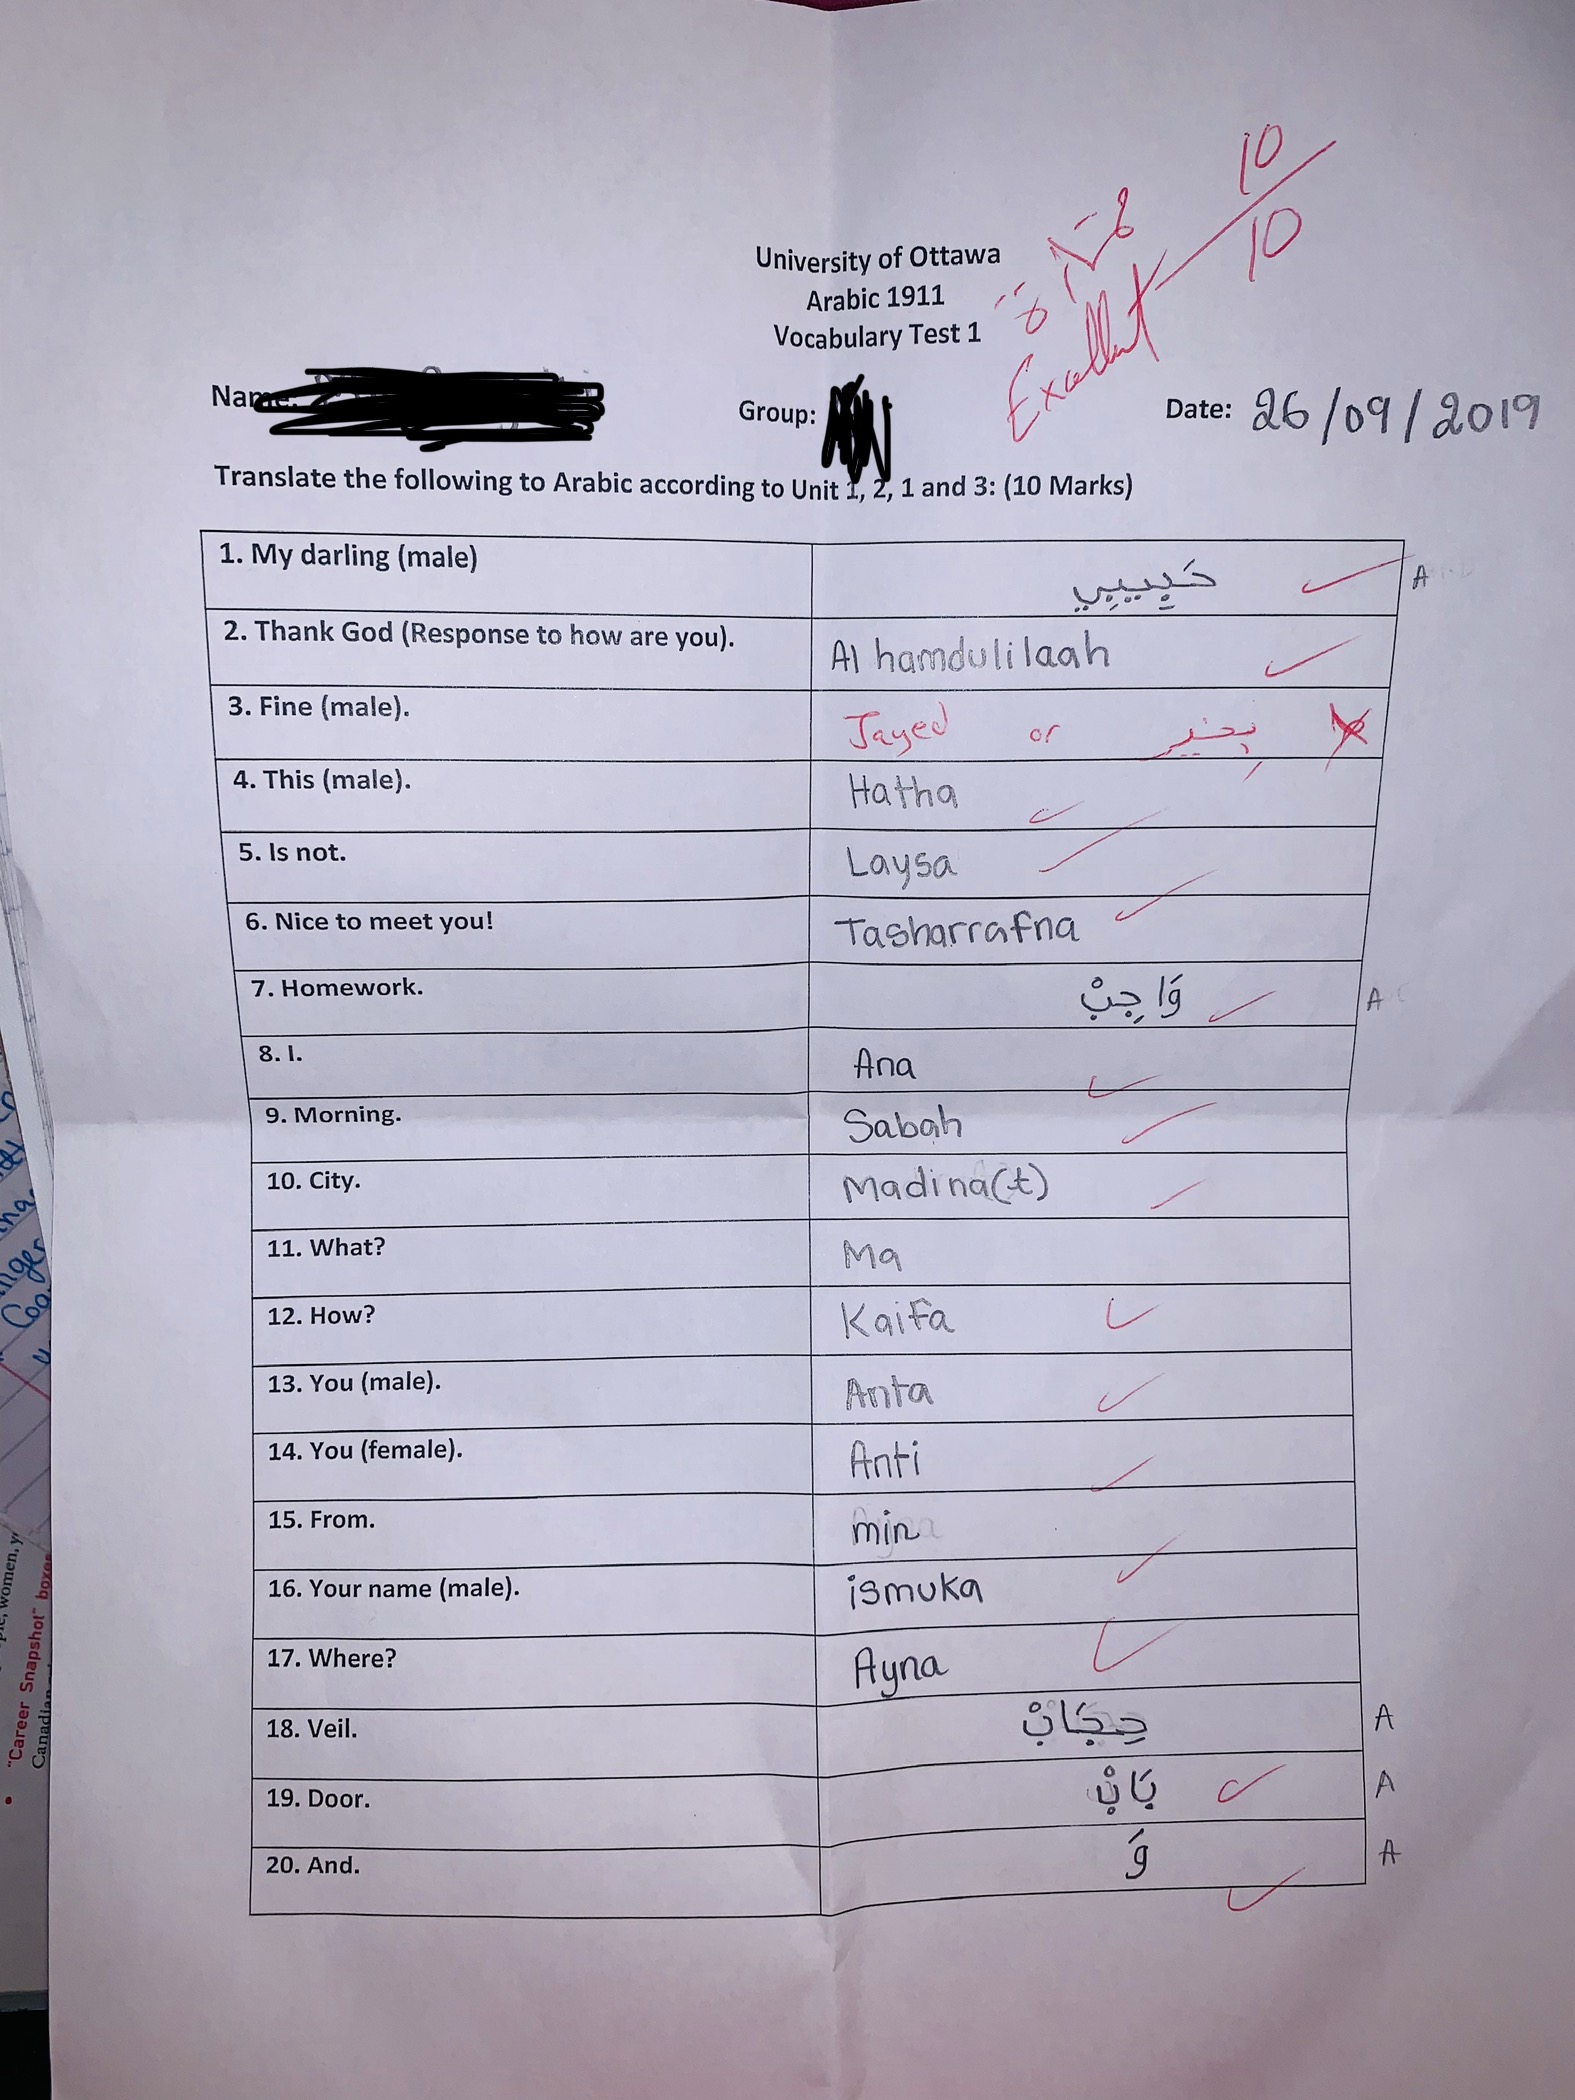 10
10
ممتازة
Excellent
University of Ottawa
Arabic 1911
Vocabulary Test 1
Name:
Group:
Date: 26/09/2019
Translate the following to Arabic according to Unit 1, 2, 1 and 3: (10 Marks)
1. My darling (male) حَبِيبِي A
2. Thank God (Response to how are you). Al hamdulilaah
3. Fine (male). Jayed or بخير
4. This (male). Hatha
5. Is not. Laysa
6. Nice to meet you! Tasharrafna
7. Homework. وَاجِبْ A
8. I. Ana
9. Morning. Sabah
10. City. Madina(t)
11. What? Ma
12. How? Kaifa
13. You (male). Anta
14. You (female). Anti
15. From. min
16. Your name (male). ismuka
17. Where? Ayna
18. Veil. حِجَابْ A
19. Door. بَابْ A
20. And. وَ A
"Career Snapshot" boxes
Canadian